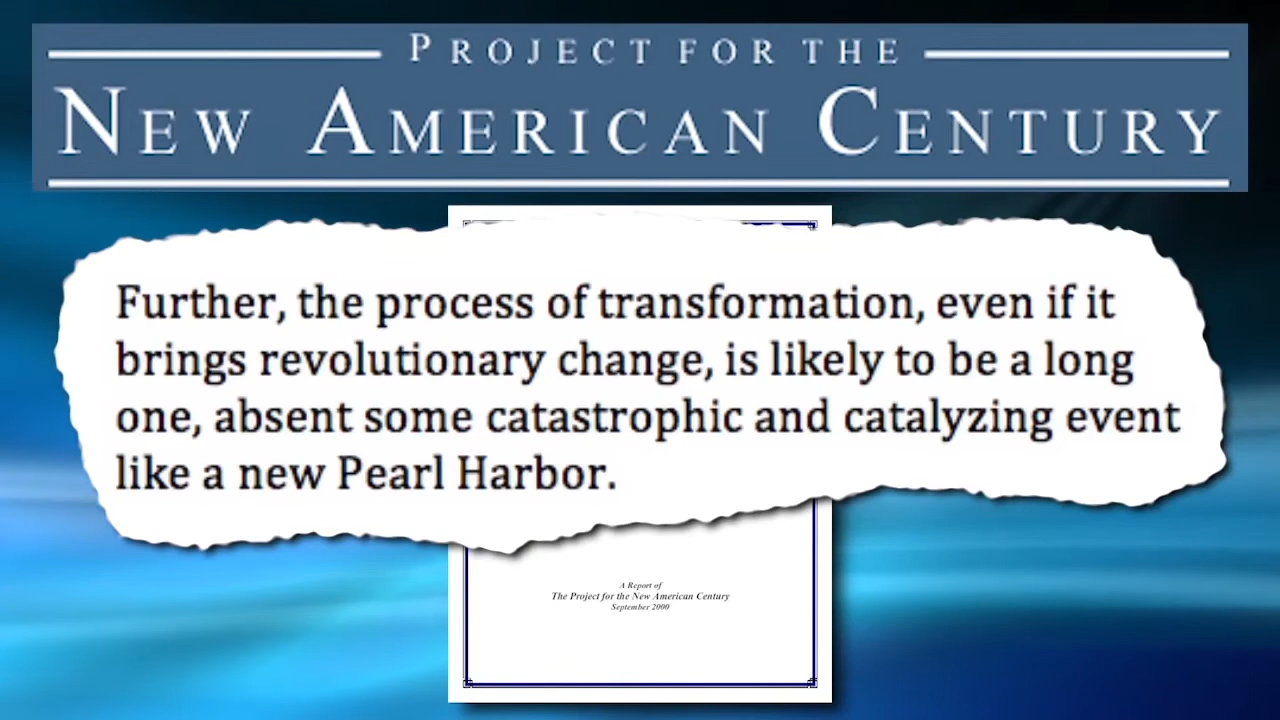 PROJECT FOR THE
NEW AMERICAN CENTURY
Further, the process of transformation, even if it
brings revolutionary change, is likely to be a long
one, absent some catastrophic and catalyzing event
like a new Pearl Harbor.
A Report of
The Project for the New American Century
September 2000